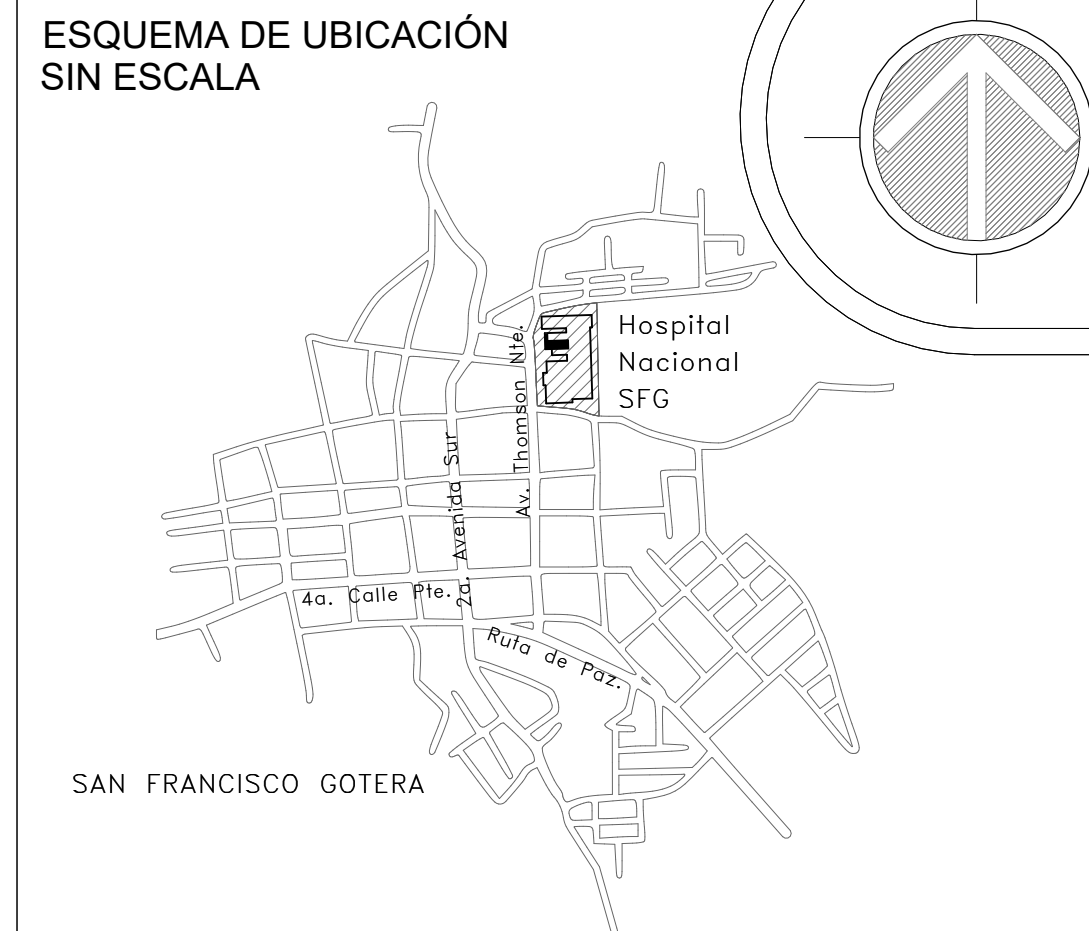 ESQUEMA DE UBICACIÓN
SIN ESCALA
Hospital
Nacional
SFG
Av. Thomson Nte.
2a. Avenida Sur
4a. Calle Pte.
Ruta de Paz.
SAN FRANCISCO GOTERA